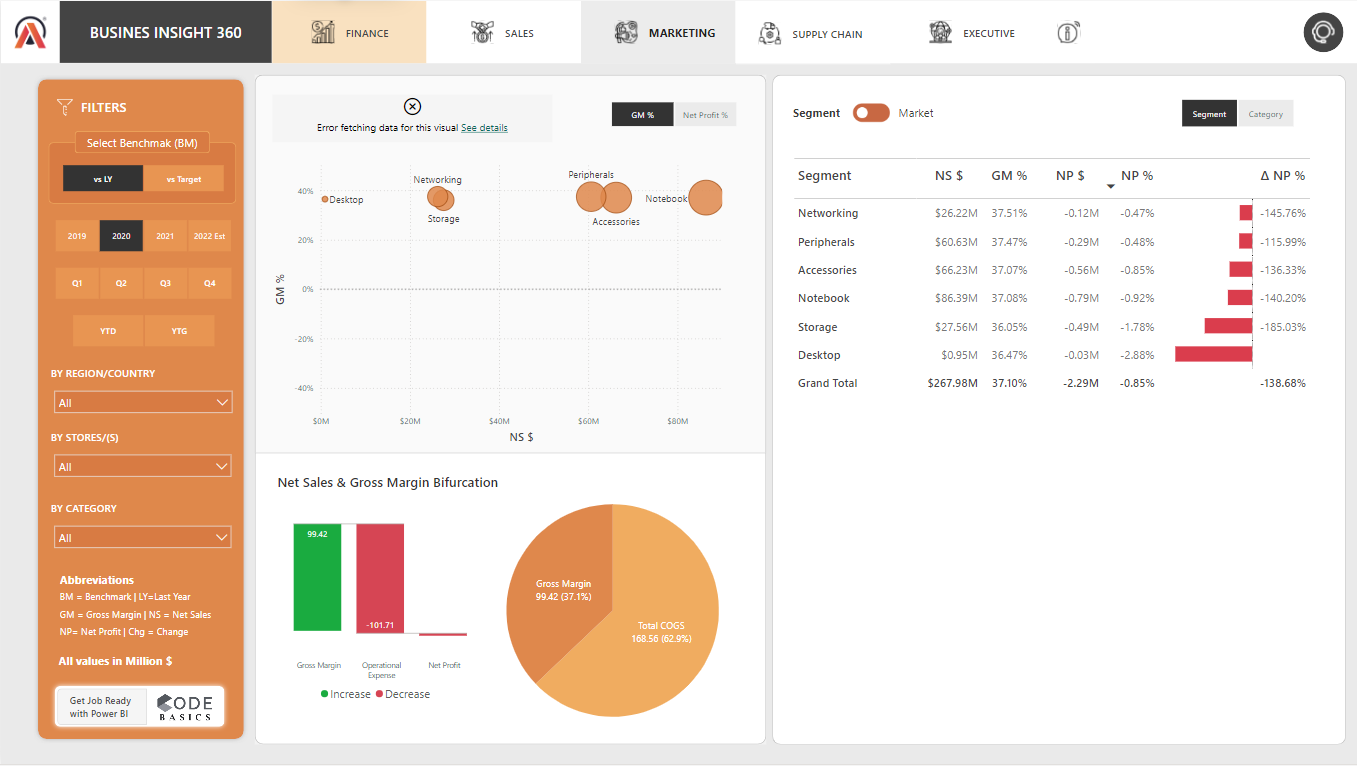 BUSINES INSIGHT 360
FINANCE
SALES
MARKETING
SUPPLY CHAIN
EXECUTIVE
FILTERS
Select Benchmak (BM)
vs LY
vs Target
2019
2020
2021
2022 Est
Q1
Q2
Q3
Q4
YTD
YTG
BY REGION/COUNTRY
All
BY STORES/(S)
All
BY CATEGORY
All
Abbreviations
BM = Benchmark | LY=Last Year
GM = Gross Margin | NS = Net Sales
NP= Net Profit | Chg = Change
All values in Million $
Get Job Ready
with Power BI
CODE
BASICS
Error fetching data for this visual See details
GM %
Net Profit %
GM %
40%
20%
0%
-20%
-40%
Desktop
Networking
Storage
Peripherals
Accessories
Notebook
$0M
$20M
$40M
$60M
$80M
NS $
Net Sales & Gross Margin Bifurcation
99.42
-101.71
Gross Margin
Operational
Expense
Net Profit
Increase
Decrease
Gross Margin
99.42 (37.1%)
Total COGS
168.56 (62.9%)
Segment
Market
Segment
Category
Segment NS $ GM % NP $ NP % Δ NP %
Networking $26.22M 37.51% -0.12M -0.47% -145.76%
Peripherals $60.63M 37.47% -0.29M -0.48% -115.99%
Accessories $66.23M 37.07% -0.56M -0.85% -136.33%
Notebook $86.39M 37.08% -0.79M -0.92% -140.20%
Storage $27.56M 36.05% -0.49M -1.78% -185.03%
Desktop $0.95M 36.47% -0.03M -2.88%
Grand Total $267.98M 37.10% -2.29M -0.85% -138.68%